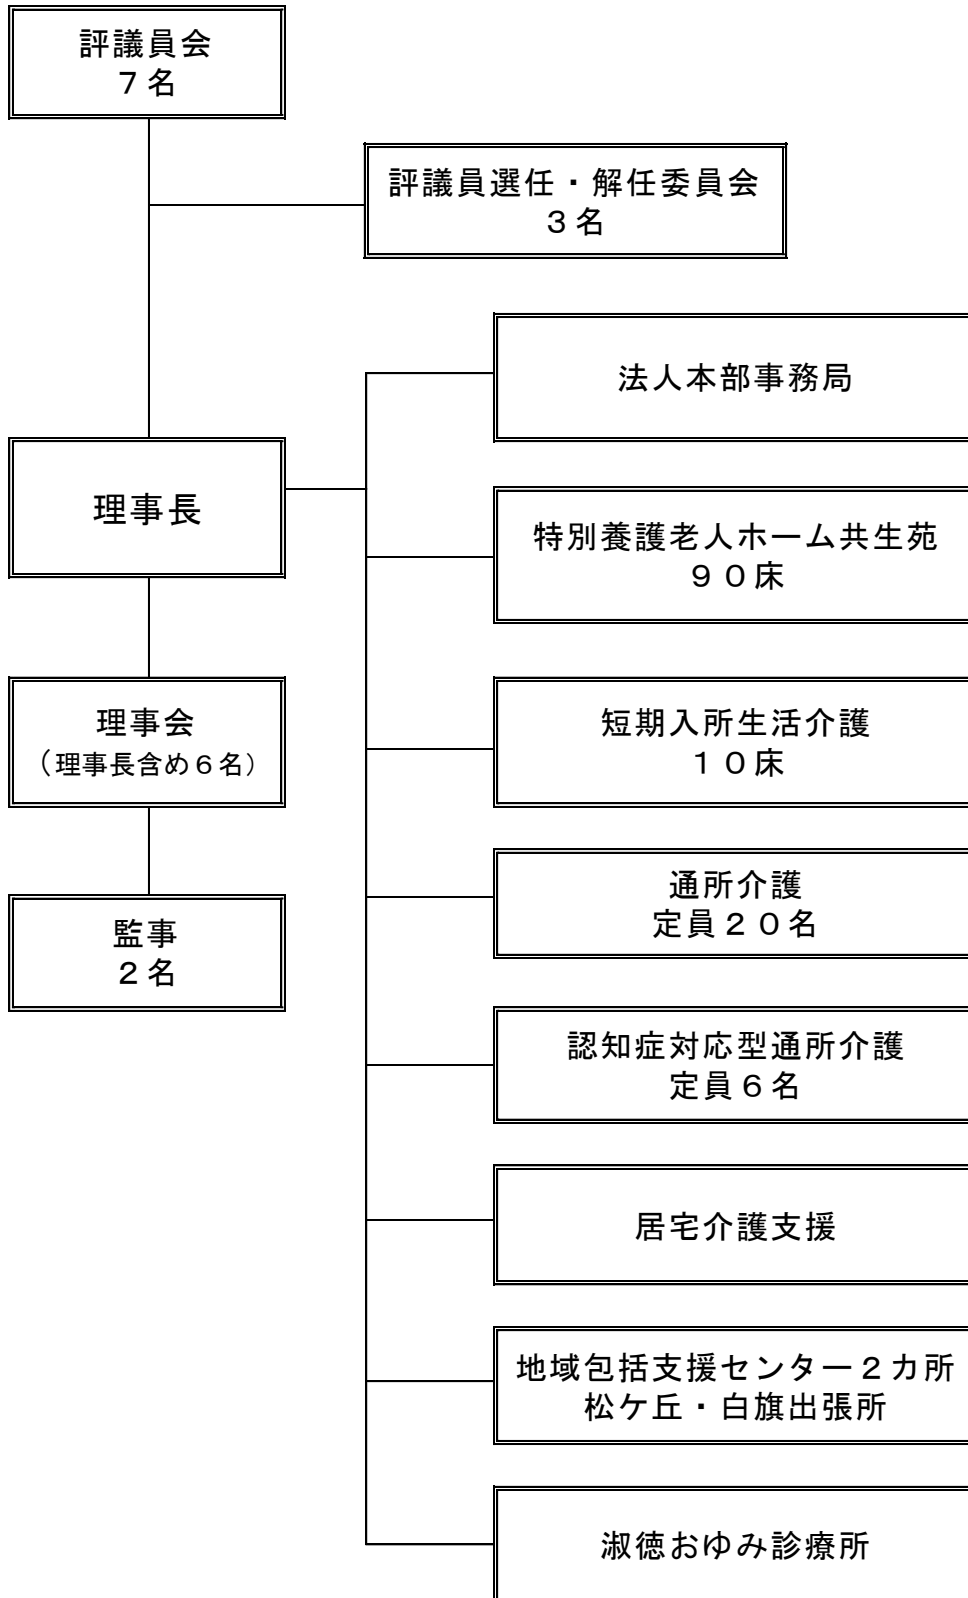 評議員会
７名
評議員選任・解任委員会
３名
法人本部事務局
理事長
特別養護老人ホーム共生苑
９０床
理事会
（理事長含め６名）
短期入所生活介護
１０床
通所介護
定員２０名
監事
２名
認知症対応型通所介護
定員６名
居宅介護支援
地域包括支援センター２カ所
松ケ丘・白旗出張所
淑徳おゆみ診療所